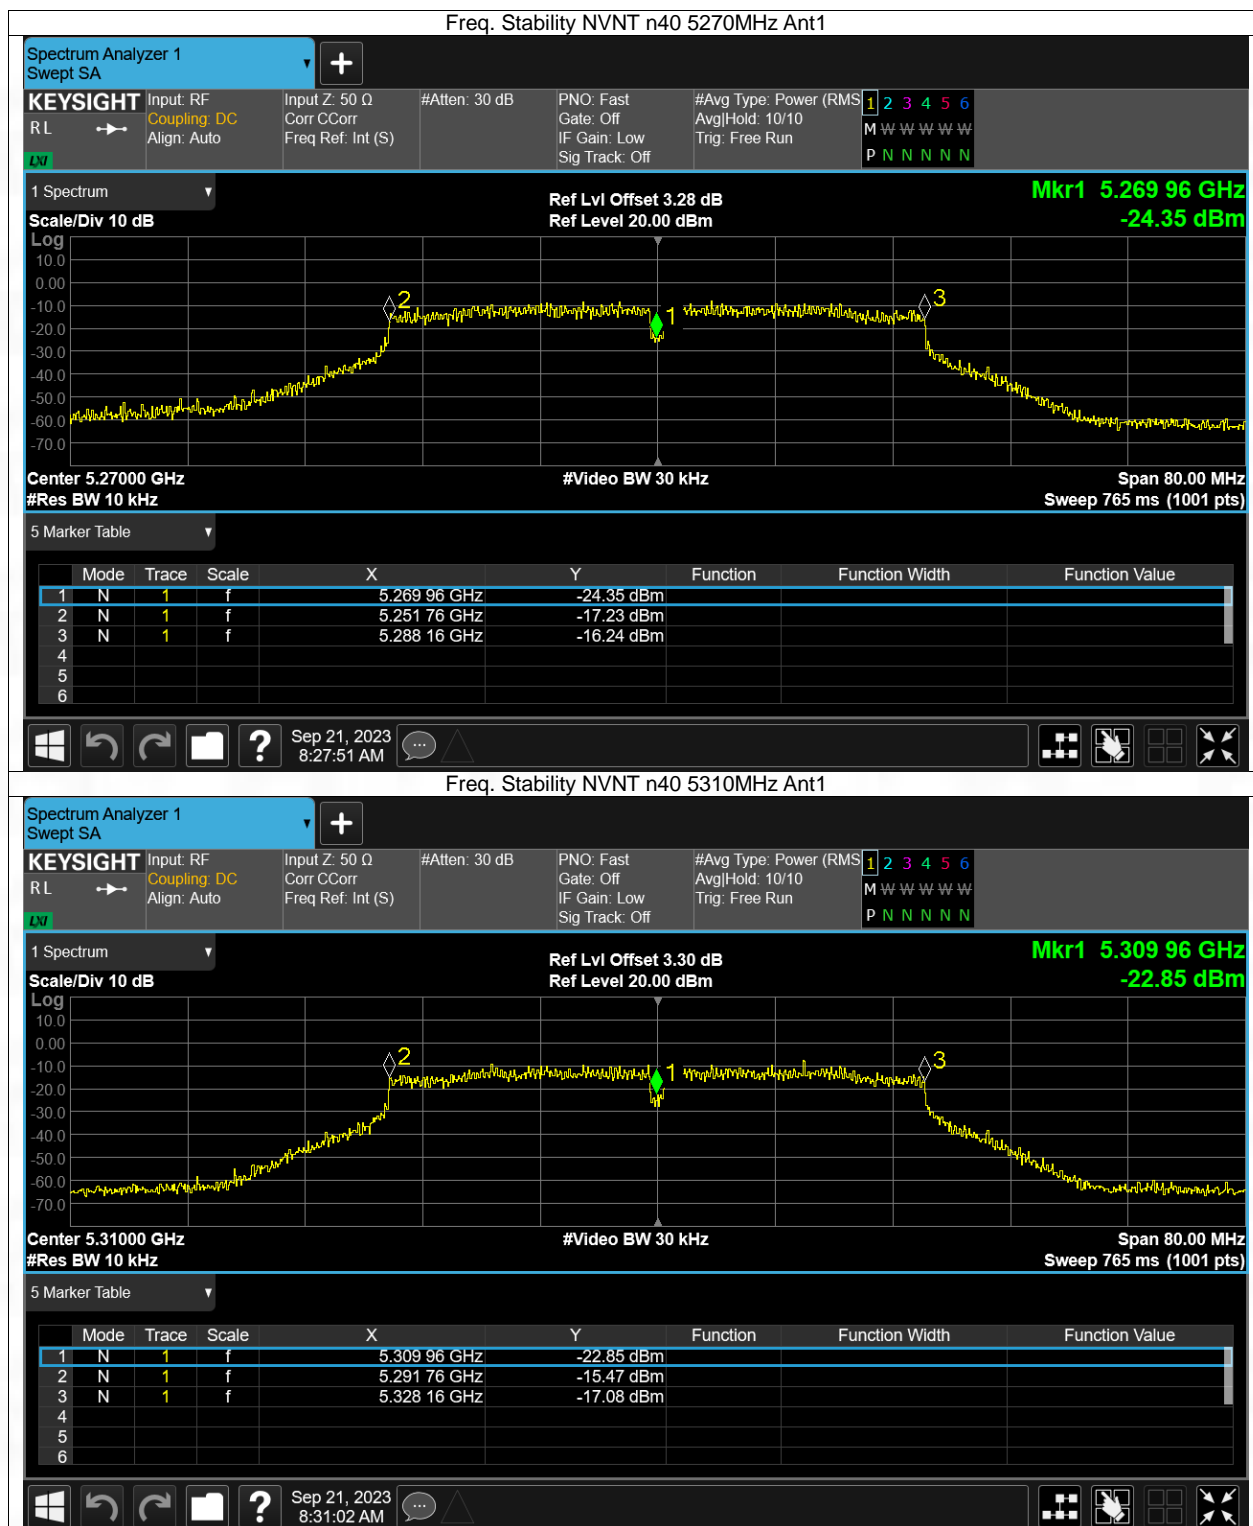 Freq. Stability NVNT n40 5270MHz Ant1
Spectrum Analyzer 1
Swept SA
+
KEYSIGHT Input: RF Input Z: 50 Ω #Atten: 30 dB PNO: Fast #Avg Type: Power (RMS 1 2 3 4 5 6
RL Coupling: DC Corr CCorr Gate: Off Avg|Hold: 10/10 M W W W W W
Align: Auto Freq Ref: Int (S) IF Gain: Low Trig: Free Run
LXI Sig Track: Off P N N N N N
1 Spectrum Ref Lvl Offset 3.28 dB Mkr1 5.269 96 GHz
Scale/Div 10 dB Ref Level 20.00 dBm -24.35 dBm
Log
10.0
0.00
-10.0
-20.0
-30.0
-40.0
-50.0
-60.0
-70.0
2 1 3
Center 5.27000 GHz #Video BW 30 kHz Span 80.00 MHz
#Res BW 10 kHz Sweep 765 ms (1001 pts)
5 Marker Table
Mode Trace Scale X Y Function Function Width Function Value
1 N 1 f 5.269 96 GHz -24.35 dBm
2 N 1 f 5.251 76 GHz -17.23 dBm
3 N 1 f 5.288 16 GHz -16.24 dBm
4
5
6
? Sep 21, 2023
8:27:51 AM
Freq. Stability NVNT n40 5310MHz Ant1
Spectrum Analyzer 1
Swept SA
+
KEYSIGHT Input: RF Input Z: 50 Ω #Atten: 30 dB PNO: Fast #Avg Type: Power (RMS 1 2 3 4 5 6
RL Coupling: DC Corr CCorr Gate: Off Avg|Hold: 10/10 M W W W W W
Align: Auto Freq Ref: Int (S) IF Gain: Low Trig: Free Run
LXI Sig Track: Off P N N N N N
1 Spectrum Ref Lvl Offset 3.30 dB Mkr1 5.309 96 GHz
Scale/Div 10 dB Ref Level 20.00 dBm -22.85 dBm
Log
10.0
0.00
-10.0
-20.0
-30.0
-40.0
-50.0
-60.0
-70.0
2 1 3
Center 5.31000 GHz #Video BW 30 kHz Span 80.00 MHz
#Res BW 10 kHz Sweep 765 ms (1001 pts)
5 Marker Table
Mode Trace Scale X Y Function Function Width Function Value
1 N 1 f 5.309 96 GHz -22.85 dBm
2 N 1 f 5.291 76 GHz -15.47 dBm
3 N 1 f 5.328 16 GHz -17.08 dBm
4
5
6
? Sep 21, 2023
8:31:02 AM